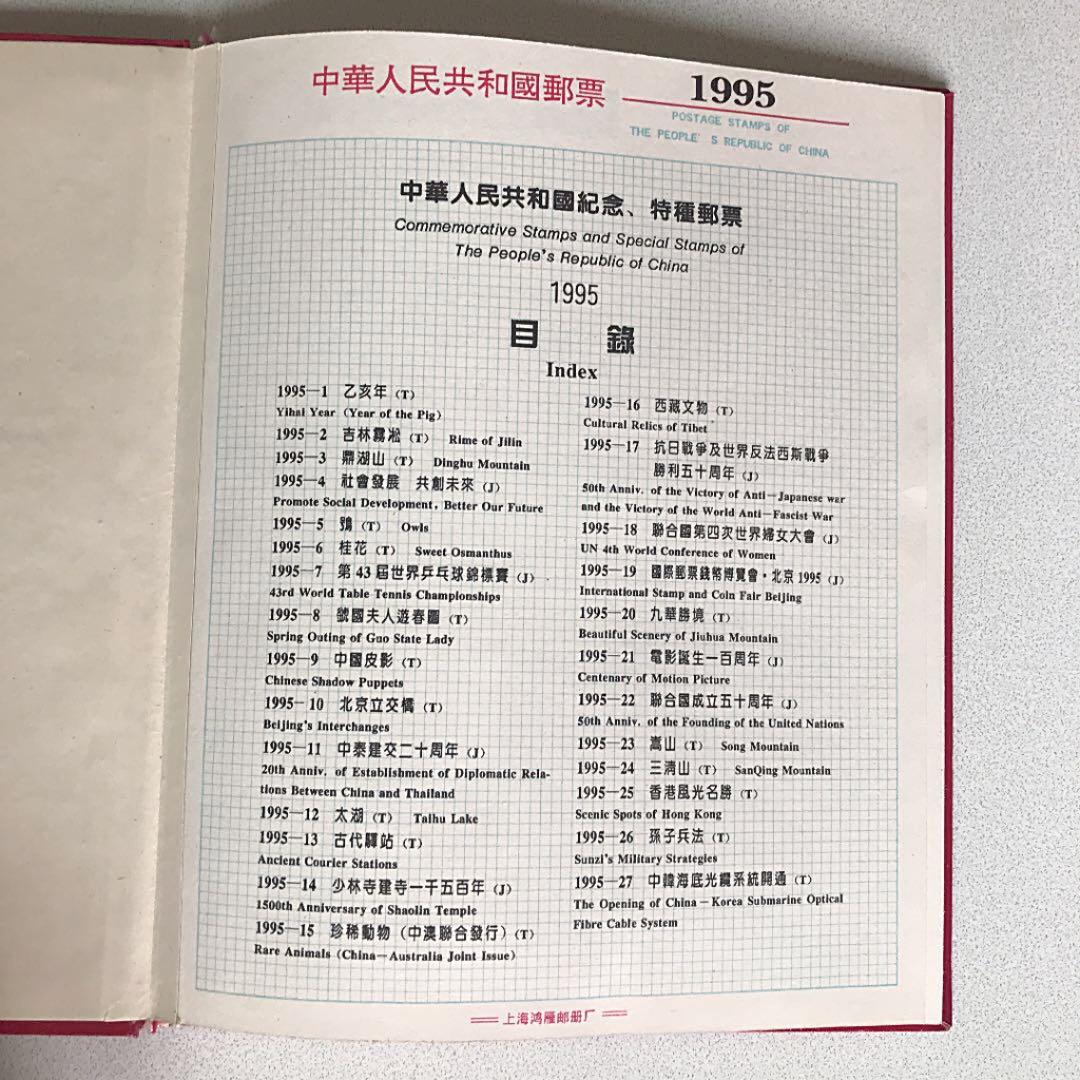 中華人民共和國郵票
1995
POSTAGE STAMPS OF
THE PEOPLE'S REPUBLIC OF CHINA
中華人民共和國紀念、特種郵票
Commemorative Stamps and Special Stamps of
The People's Republic of China
1995
目 錄
Index
1995—1 乙亥年 (T)
Yihai Year (Year of the Pig)
1995—2 吉林霧凇 (T) Rime of Jilin
1995—3 鼎湖山 (T) Dinghu Mountain
1995—4 社會發展 共創未來 (J)
Promote Social Development, Better Our Future
1995—5 鴞 (T) Owls
1995—6 桂花 (T) Sweet Osmanthus
1995—7 第43屆世界乒乓球錦標賽 (J)
43rd World Table Tennis Championships
1995—8 虢國夫人遊春圖 (T)
Spring Outing of Guo State Lady
1995—9 中國皮影 (T)
Chinese Shadow Puppets
1995—10 北京立交橋 (T)
Beijing's Interchanges
1995—11 中泰建交二十周年 (J)
20th Anniv. of Establishment of Diplomatic Rela-
tions Between China and Thailand
1995—12 太湖 (T) Taihu Lake
1995—13 古代驛站 (T)
Ancient Courier Stations
1995—14 少林寺建寺一千五百年 (J)
1500th Anniversary of Shaolin Temple
1995—15 珍稀動物（中澳聯合發行）(T)
Rare Animals (China—Australia Joint Issue)
1995—16 西藏文物 (T)
Cultural Relics of Tibet
1995—17 抗日戰爭及世界反法西斯戰爭
勝利五十周年 (J)
50th Anniv. of the Victory of Anti—Japanese war
and the Victory of the World Anti—Fascist War
1995—18 聯合國第四次世界婦女大會 (J)
UN 4th World Conference of Women
1995—19 國際郵票錢幣博覽會・北京1995 (J)
International Stamp and Coin Fair Beijing
1995—20 九華勝境 (T)
Beautiful Scenery of Jiuhua Mountain
1995—21 電影誕生一百周年 (J)
Centenary of Motion Picture
1995—22 聯合國成立五十周年 (J)
50th Anniv. of the Founding of the United Nations
1995—23 嵩山 (T) Song Mountain
1995—24 三清山 (T) SanQing Mountain
1995—25 香港風光名勝 (T)
Scenic Spots of Hong Kong
1995—26 孫子兵法 (T)
Sunzi's Military Strategies
1995—27 中韓海底光纜系統開通 (T)
The Opening of China—Korea Submarine Optical
Fibre Cable System
上海鸿雁邮册厂